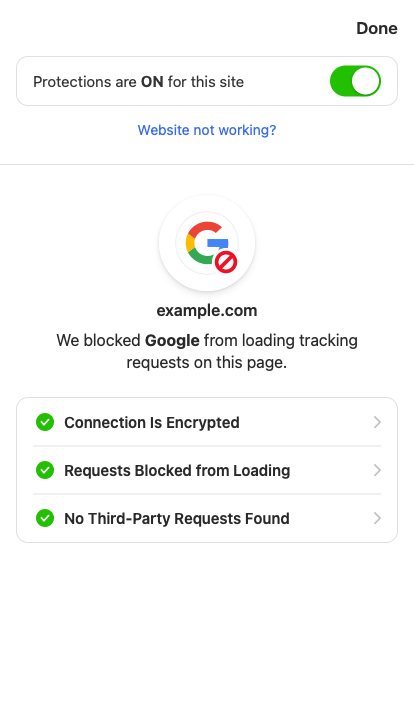 Done
Protections are ON for this site
Website not working?
example.com
We blocked Google from loading tracking
requests on this page.
Connection Is Encrypted
Requests Blocked from Loading
No Third-Party Requests Found